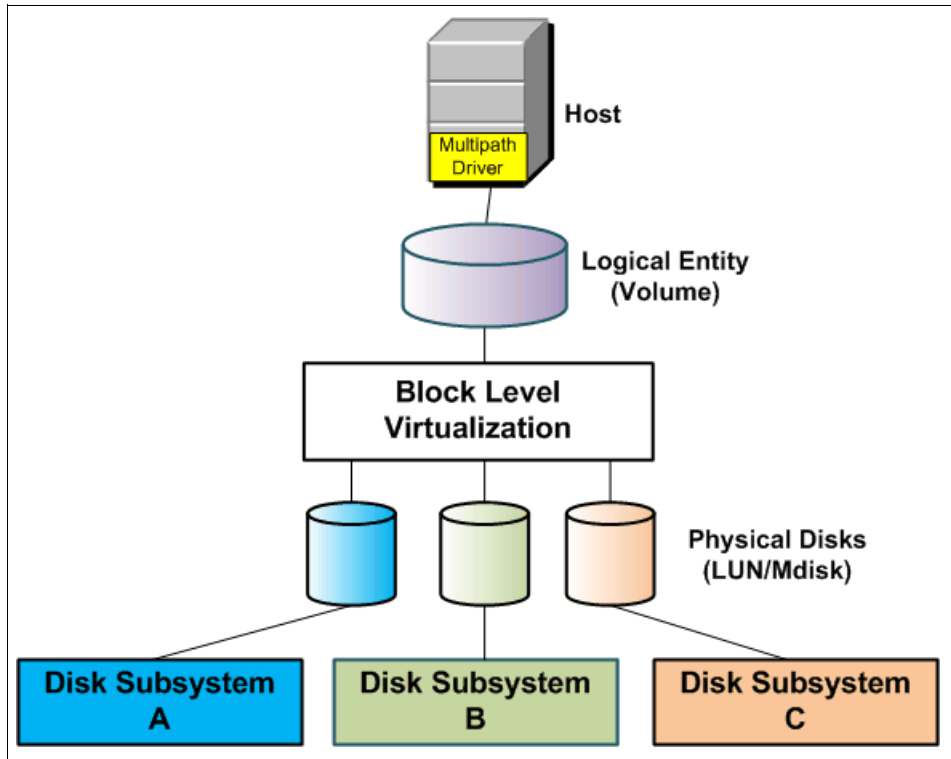 Host
Multipath
Driver
Logical Entity
(Volume)
Block Level
Virtualization
Physical Disks
(LUN/Mdisk)
Disk Subsystem
A
Disk Subsystem
B
Disk Subsystem
C